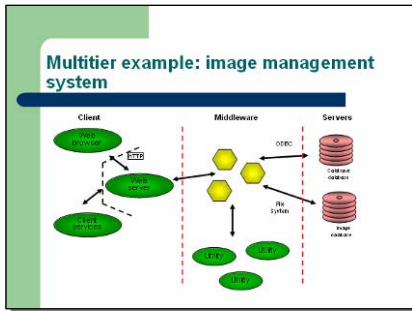 Multitier example: image management
system
Client
Middleware
Servers
Web
browser
HTTP
ODBC
Web
server
Database
database
Client
services
File
System
Image
database
Utility
Utility
Utility